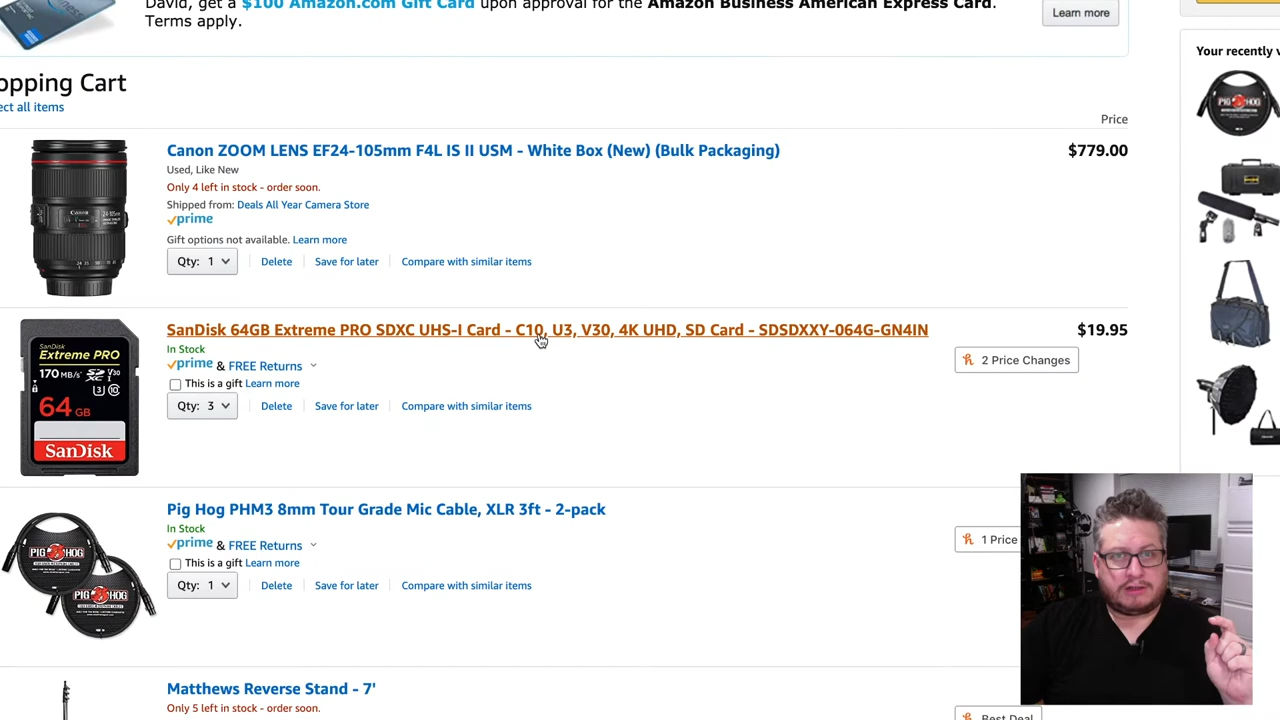 David, get a $100 Amazon.com Gift Card upon approval for the Amazon Business American Express Card.
Terms apply.
Learn more
Your recently v
opping Cart
ect all items
Price
Canon ZOOM LENS EF24-105mm F4L IS II USM - White Box (New) (Bulk Packaging)
$779.00
Used, Like New
Only 4 left in stock - order soon.
Shipped from: Deals All Year Camera Store
prime
Gift options not available. Learn more
Qty: 1
Delete
Save for later
Compare with similar items
SanDisk 64GB Extreme PRO SDXC UHS-I Card - C10, U3, V30, 4K UHD, SD Card - SDSDXXY-064G-GN4IN
$19.95
In Stock
prime & FREE Returns
2 Price Changes
This is a gift Learn more
Qty: 3
Delete
Save for later
Compare with similar items
SanDisk
Extreme PRO
170 MB/s
64 GB
SanDisk
Pig Hog PHM3 8mm Tour Grade Mic Cable, XLR 3ft - 2-pack
In Stock
prime & FREE Returns
1 Price
This is a gift Learn more
Qty: 1
Delete
Save for later
Compare with similar items
PIG HOG
PIG HOG
Matthews Reverse Stand - 7'
Only 5 left in stock - order soon.
Best Deal